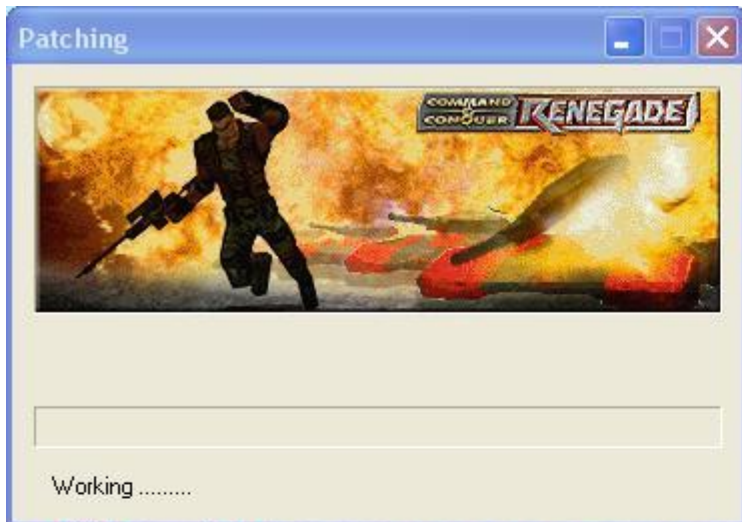 Patching
COMMAND & CONQUER RENEGADE
Working .........